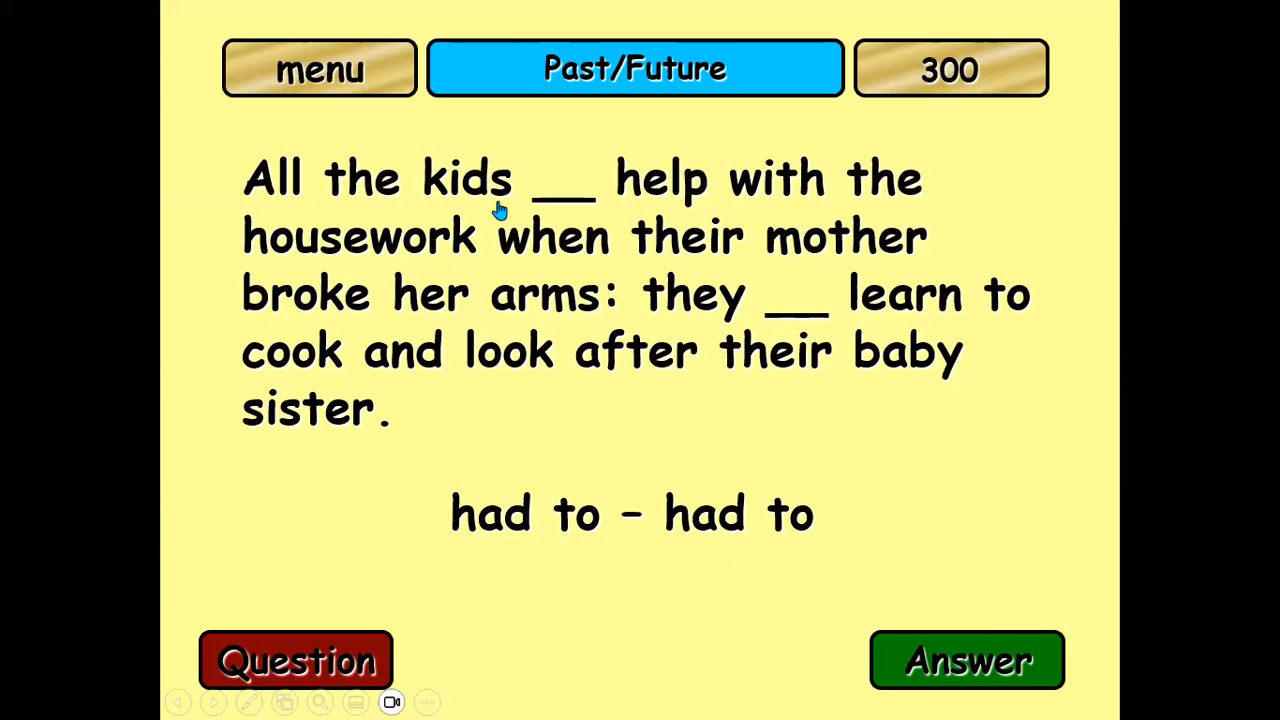 menu
Past/Future
300
All the kids __ help with the
housework when their mother
broke her arms: they __ learn to
cook and look after their baby
sister.
had to – had to
Question
Answer